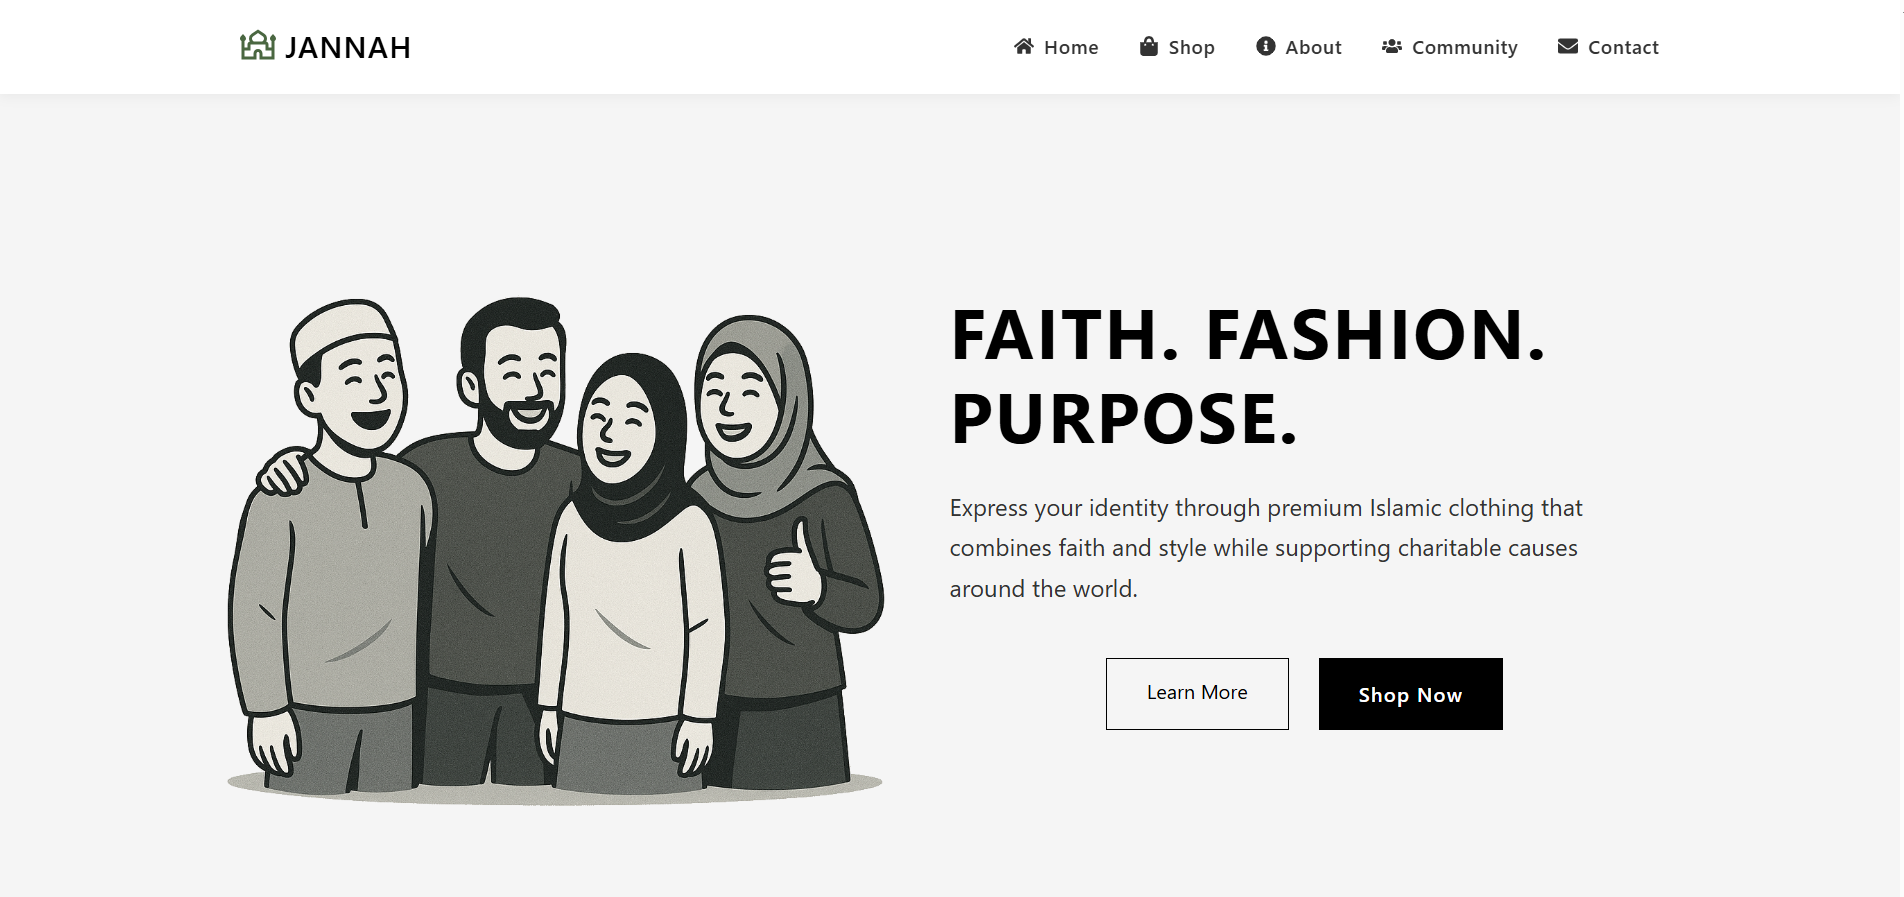 JANNAH
Home Shop About Community Contact
FAITH. FASHION.
PURPOSE.
Express your identity through premium Islamic clothing that
combines faith and style while supporting charitable causes
around the world.
Learn More Shop Now